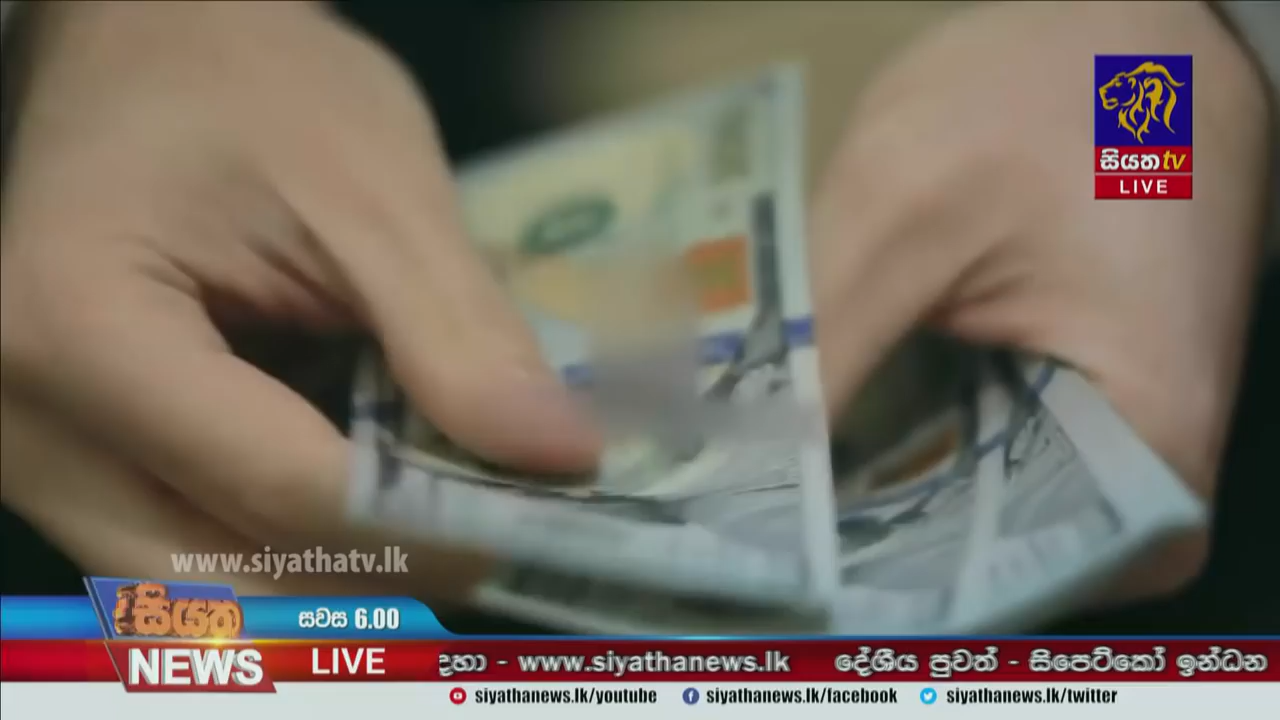 සියත tv
LIVE
www.siyathatv.lk
සියත
සවස 6.00
NEWS
LIVE
දහා - www.siyathanews.lk දේශීය පුවත් - සිපෙට්කෝ ඉන්ධන
siyathanews.lk/youtube siyathanews.lk/facebook siyathanews.lk/twitter